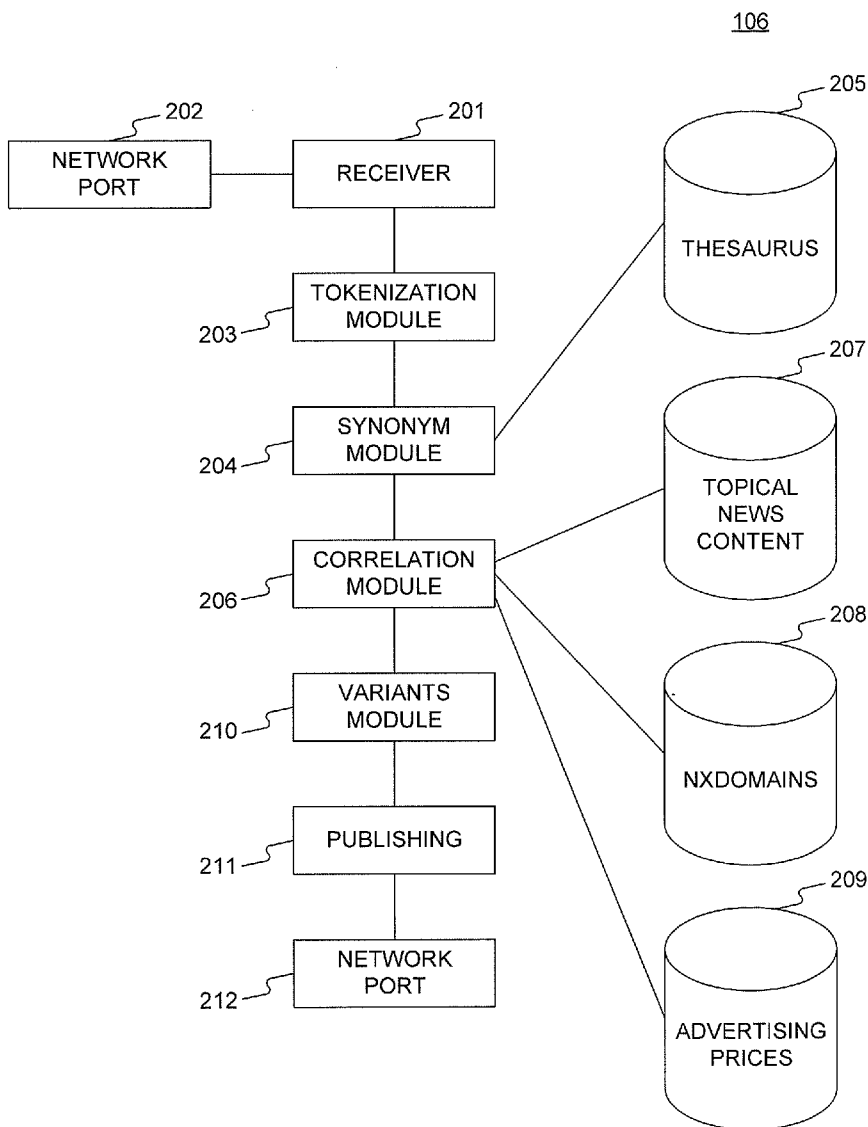 106
202
201
205
NETWORK
PORT
RECEIVER
THESAURUS
TOKENIZATION
MODULE
203
207
SYNONYM
MODULE
204
TOPICAL
NEWS
CONTENT
CORRELATION
MODULE
206
208
VARIANTS
MODULE
210
NXDOMAINS
PUBLISHING
211
209
NETWORK
PORT
212
ADVERTISING
PRICES